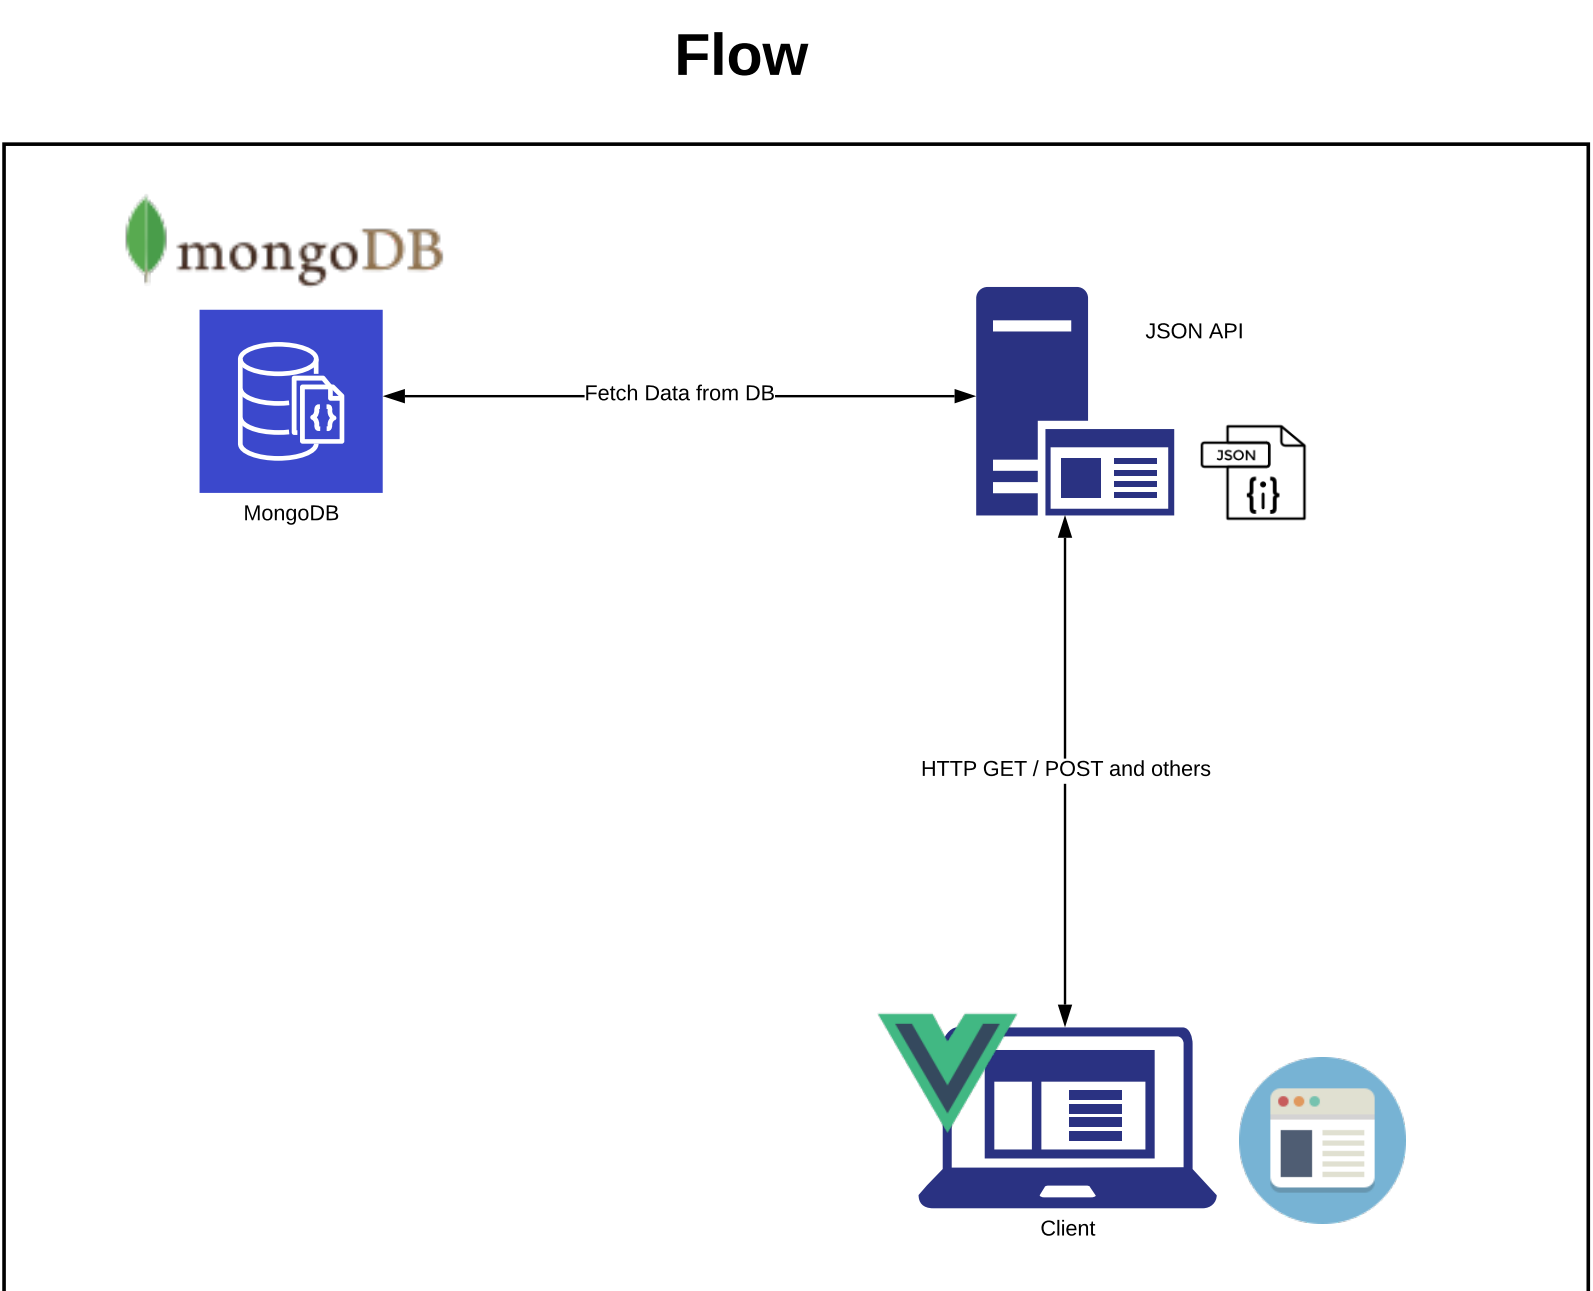 Flow
mongoDB
JSON API
Fetch Data from DB
JSON
{i}
{}
MongoDB
HTTP GET / POST and others
Client